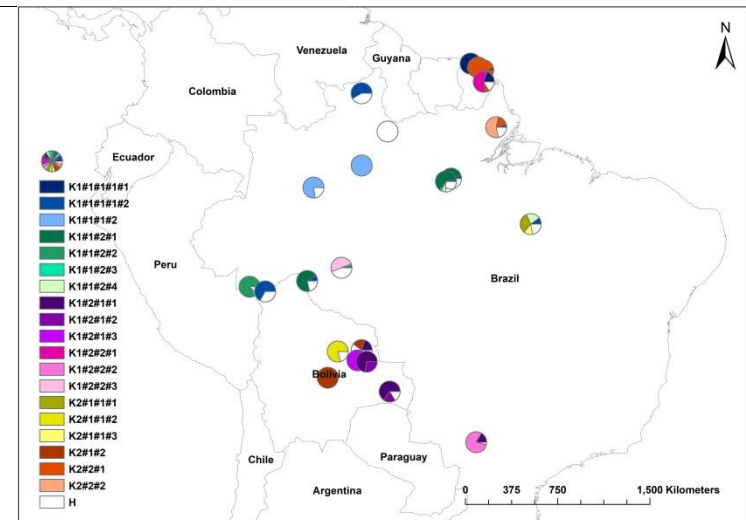 N
Venezuela
Guyana
Colombia
Ecuador
Peru
Brazil
Bolivia
Chile
Paraguay
Argentina
K1#1#1#1#1
K1#1#1#1#2
K1#1#1#2
K1#1#2#1
K1#1#2#2
K1#1#2#3
K1#1#2#4
K1#2#1#1
K1#2#1#2
K1#2#1#3
K1#2#2#1
K1#2#2#2
K1#2#2#3
K2#1#1#1
K2#1#1#2
K2#1#1#3
K2#1#2
K2#2#1
K2#2#2
H
0 375 750 1,500 Kilometers